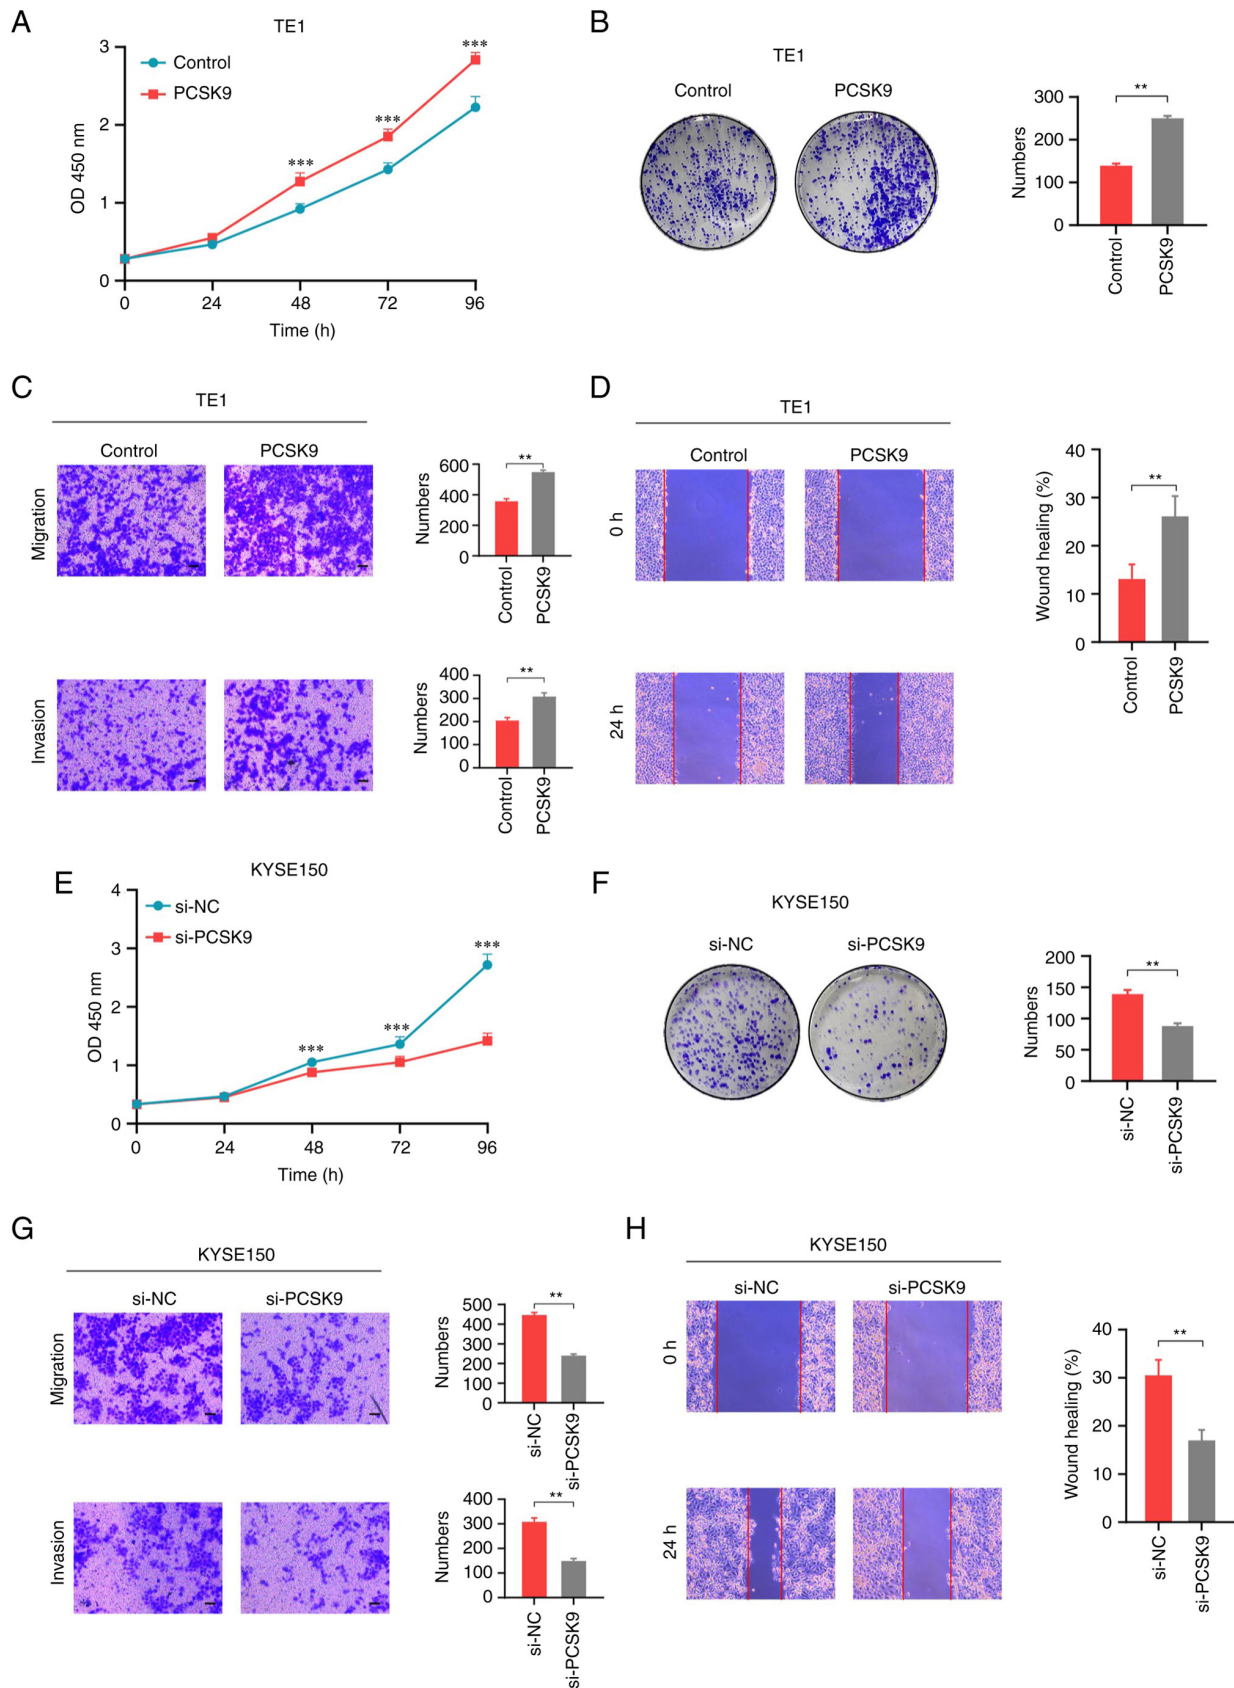 A
TE1
3
2
1
0
OD 450 nm
Control
PCSK9
***
***
***
0 24 48 72 96
Time (h)
B
TE1
Control PCSK9
300
200
100
0
Numbers
**
Control
PCSK9
C
TE1
Control PCSK9
Migration
600
400
200
0
Numbers
**
Control
PCSK9
Invasion
400
300
200
100
0
Numbers
**
Control
PCSK9
D
TE1
Control PCSK9
0 h
24 h
40
30
20
10
0
Wound healing (%)
**
Control
PCSK9
E
KYSE150
4
3
2
1
0
OD 450 nm
si-NC
si-PCSK9
***
***
***
0 24 48 72 96
Time (h)
F
KYSE150
si-NC si-PCSK9
200
150
100
50
0
Numbers
**
si-NC
si-PCSK9
G
KYSE150
si-NC si-PCSK9
Migration
500
400
300
200
100
0
Numbers
**
si-NC
si-PCSK9
Invasion
400
300
200
100
0
Numbers
**
si-NC
si-PCSK9
H
KYSE150
si-NC si-PCSK9
0 h
24 h
40
30
20
10
0
Wound healing (%)
**
si-NC
si-PCSK9